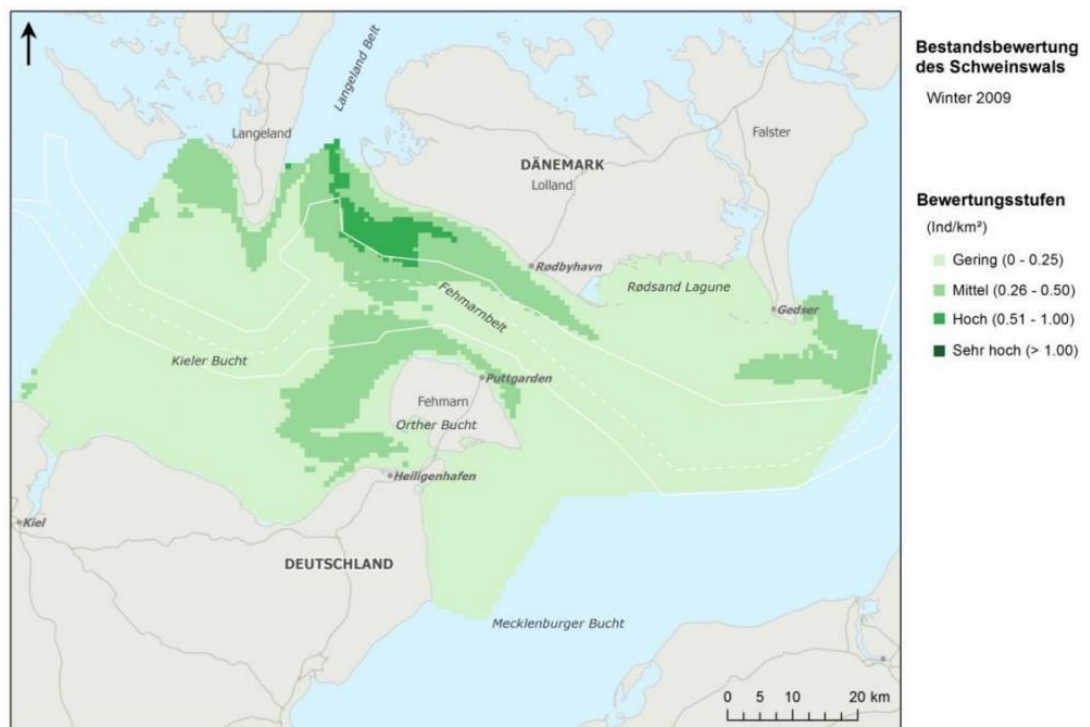 Langeland Belt
Langeland
Falster
DÄNEMARK
Lolland
Rødbyhavn
Rødsand Lagune
Gedser
Fehmarnbelt
Kieler Bucht
Puttgarden
Fehmarn
Orther Bucht
Heiligenhafen
Kiel
DEUTSCHLAND
Mecklenburger Bucht
0 5 10 20 km
Bestandsbewertung
des Schweinswals
Winter 2009
Bewertungsstufen
(Ind/km²)
Gering (0 - 0.25)
Mittel (0.26 - 0.50)
Hoch (0.51 - 1.00)
Sehr hoch (> 1.00)